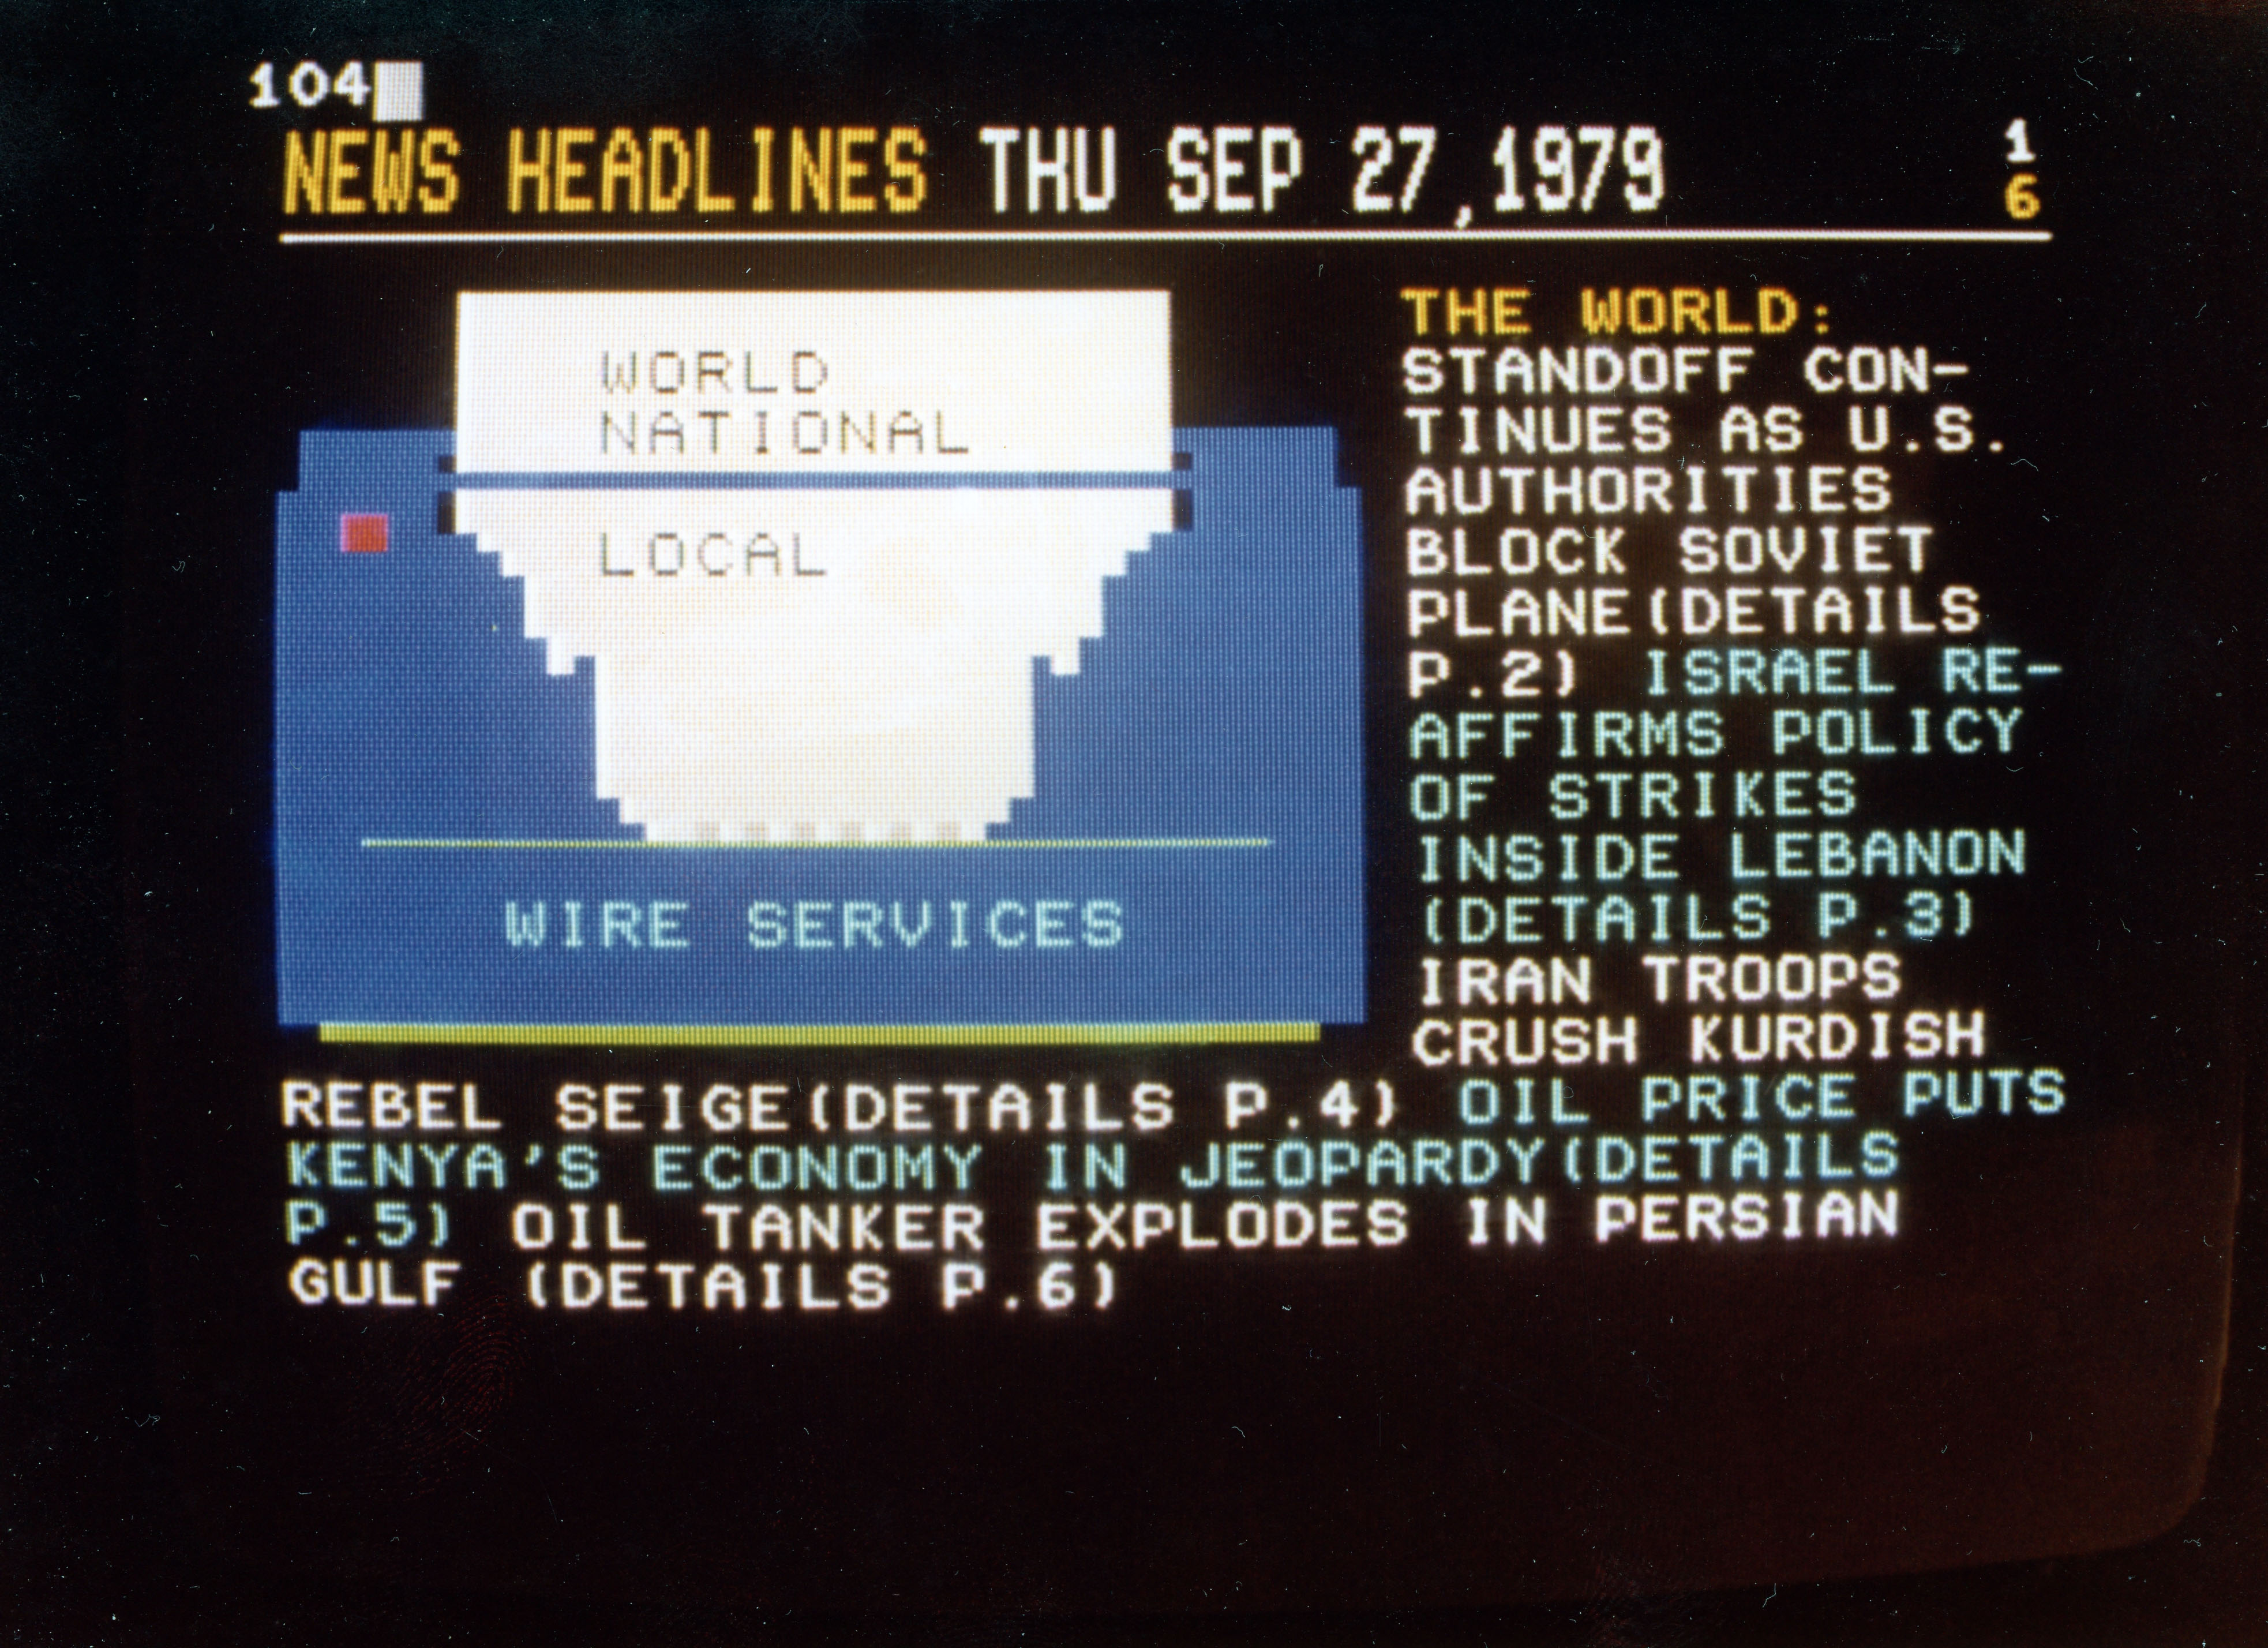 104
NEWS HEADLINES THU SEP 27,1979
1
6
WORLD
NATIONAL
LOCAL
WIRE SERVICES
THE WORLD:
STANDOFF CON-
TINUES AS U.S.
AUTHORITIES
BLOCK SOVIET
PLANE(DETAILS
P.2) ISRAEL RE-
AFFIRMS POLICY
OF STRIKES
INSIDE LEBANON
(DETAILS P.3)
IRAN TROOPS
CRUSH KURDISH
REBEL SEIGE(DETAILS P.4) OIL PRICE PUTS
KENYA'S ECONOMY IN JEOPARDY(DETAILS
P.5) OIL TANKER EXPLODES IN PERSIAN
GULF (DETAILS P.6)